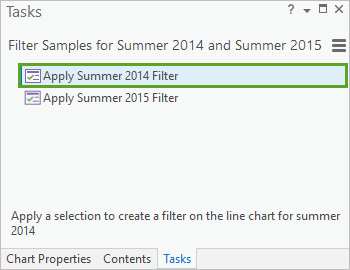 Tasks
?
Filter Samples for Summer 2014 and Summer 2015
Apply Summer 2014 Filter
Apply Summer 2015 Filter
Apply a selection to create a filter on the line chart for summer
2014
Chart Properties Contents Tasks